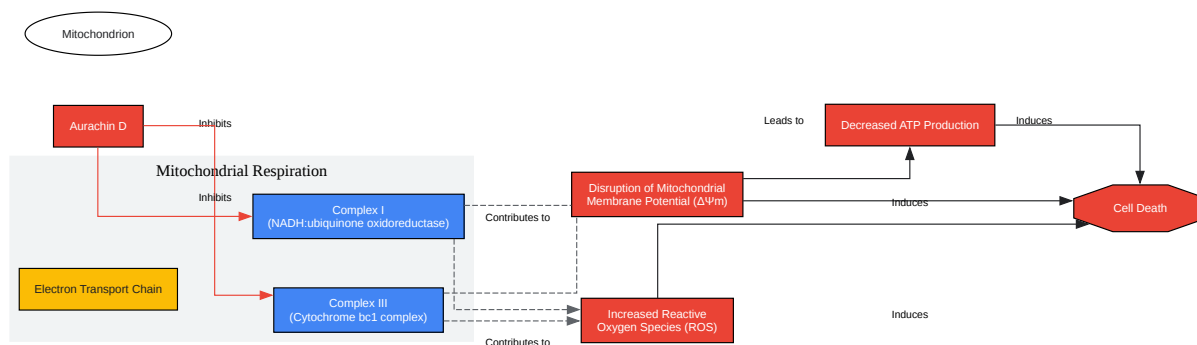 Mitochondrion
Aurachin D
Inhibits
Leads to
Decreased ATP Production
Induces
Mitochondrial Respiration
Inhibits
Complex I
(NADH:ubiquinone oxidoreductase)
Contributes to
Disruption of Mitochondrial
Membrane Potential (ΔΨm)
Induces
Cell Death
Electron Transport Chain
Complex III
(Cytochrome bc1 complex)
Contributes to
Increased Reactive
Oxygen Species (ROS)
Induces